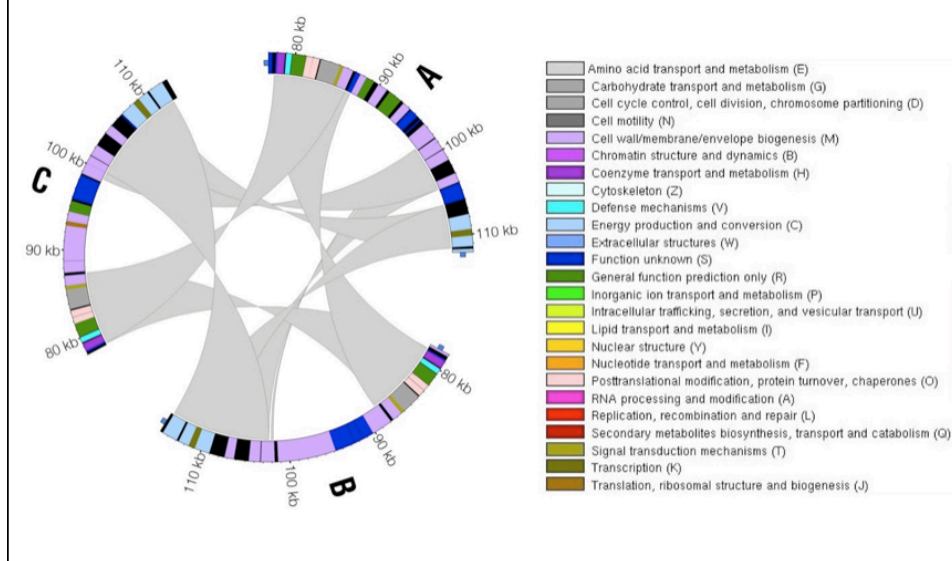 80 kb
90 kb
A
100 kb
110 kb
110 kb
100 kb
C
90 kb
80 kb
80 kb
90 kb
100 kb
110 kb
B
Amino acid transport and metabolism (E)
Carbohydrate transport and metabolism (G)
Cell cycle control, cell division, chromosome partitioning (D)
Cell motility (N)
Cell wall/membrane/envelope biogenesis (M)
Chromatin structure and dynamics (B)
Coenzyme transport and metabolism (H)
Cytoskeleton (Z)
Defense mechanisms (V)
Energy production and conversion (C)
Extracellular structures (W)
Function unknown (S)
General function prediction only (R)
Inorganic ion transport and metabolism (P)
Intracellular trafficking, secretion, and vesicular transport (U)
Lipid transport and metabolism (I)
Nuclear structure (Y)
Nucleotide transport and metabolism (F)
Posttranslational modification, protein turnover, chaperones (O)
RNA processing and modification (A)
Replication, recombination and repair (L)
Secondary metabolites biosynthesis, transport and catabolism (Q)
Signal transduction mechanisms (T)
Transcription (K)
Translation, ribosomal structure and biogenesis (J)